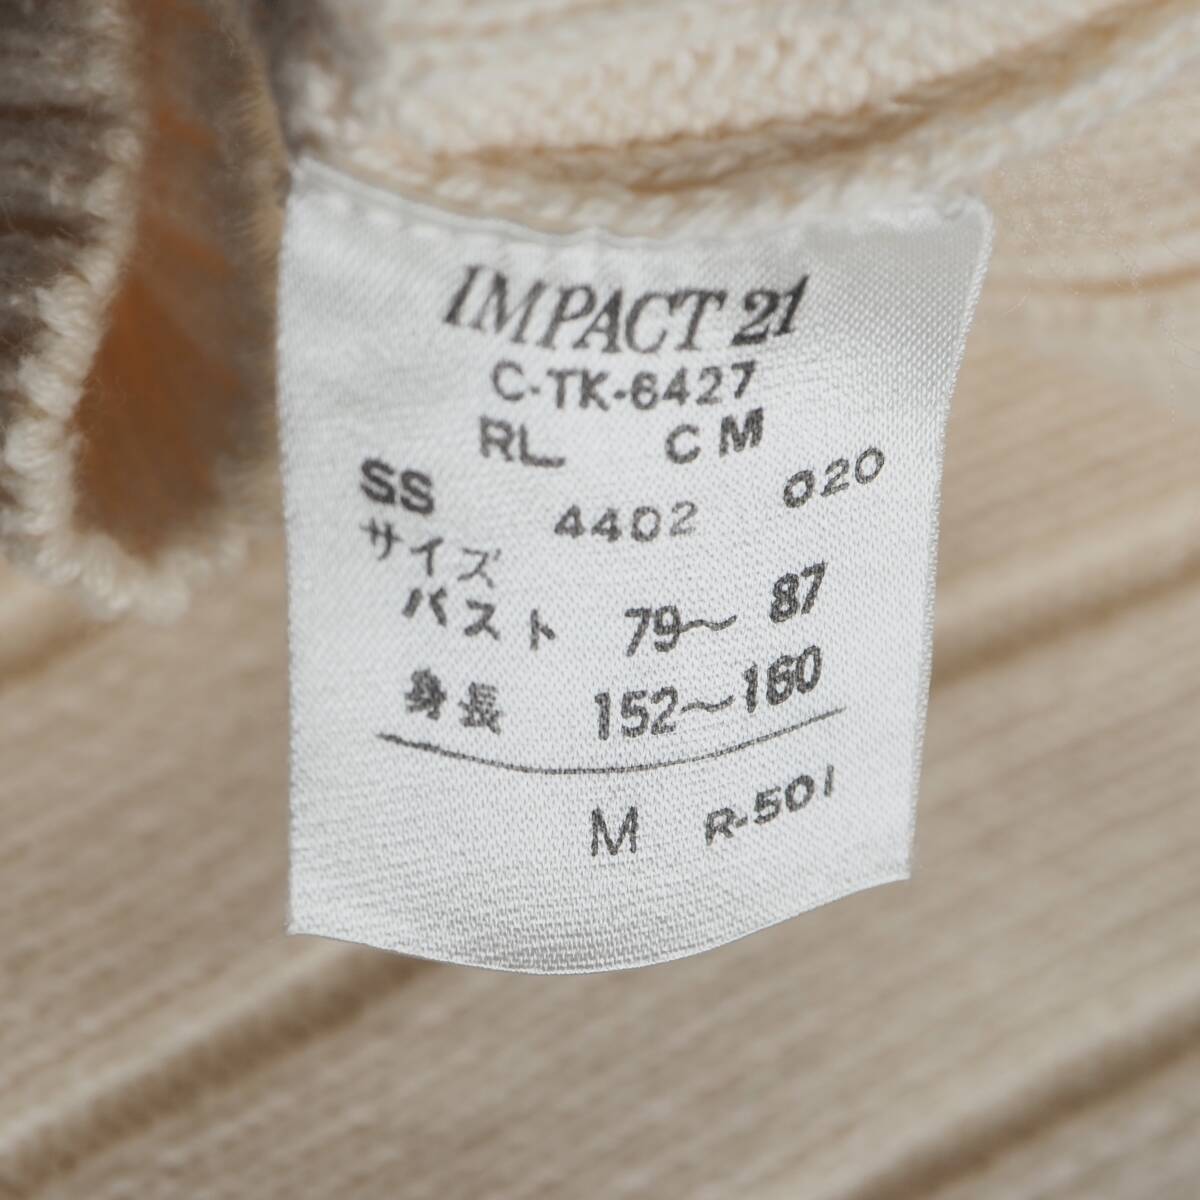 IMPACT 21
C-TK-6427
RL CM
SS 4402 020
サイズ
バスト 79〜 87
身長 152〜160
M R-501